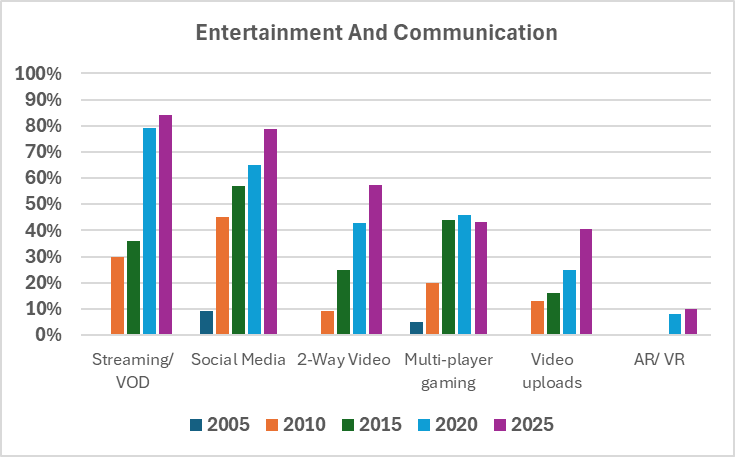 Entertainment And Communication
100%
90%
80%
70%
60%
50%
40%
30%
20%
10%
0%
Streaming/
VOD
Social Media
2-Way Video
Multi-player
gaming
Video
uploads
AR/ VR
2005 2010 2015 2020 2025